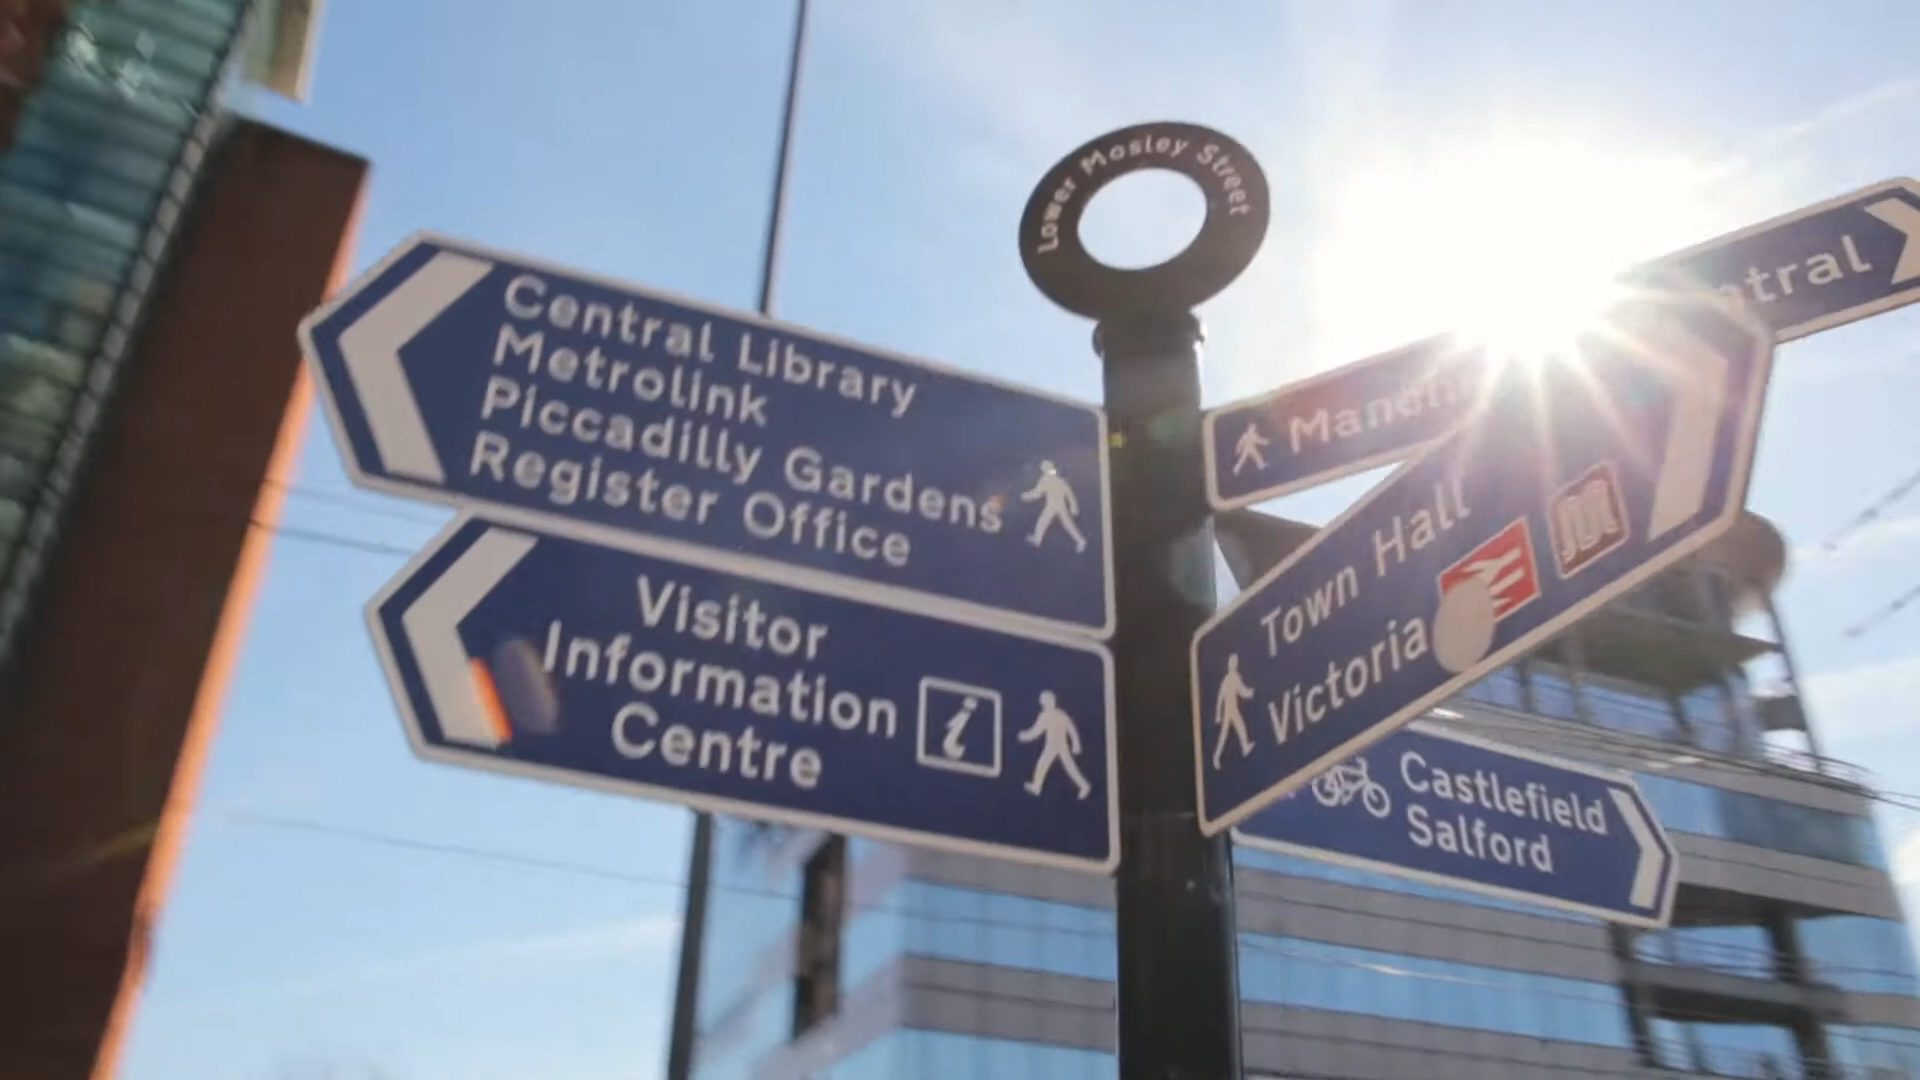 Lower Mosley Street
Central Library
Metrolink
Piccadilly Gardens
Register Office
Visitor
Information
Centre
i
Town Hall
Victoria
Castlefield
Salford